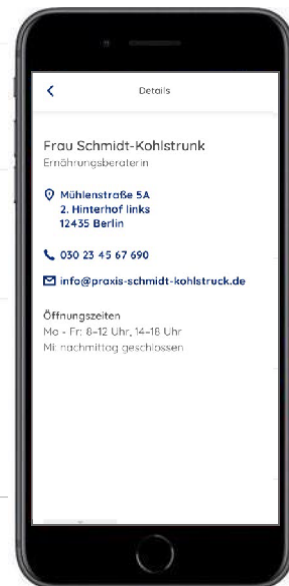 Details
Frau Schmidt-Kohlstrunk
Ernährungsberaterin
Mühlenstraße 5A
2. Hinterhof links
12435 Berlin
030 23 45 67 690
info@praxis-schmidt-kohlstruck.de
Öffnungszeiten
Mo - Fr: 8–12 Uhr, 14–18 Uhr
Mi: nachmittag geschlossen